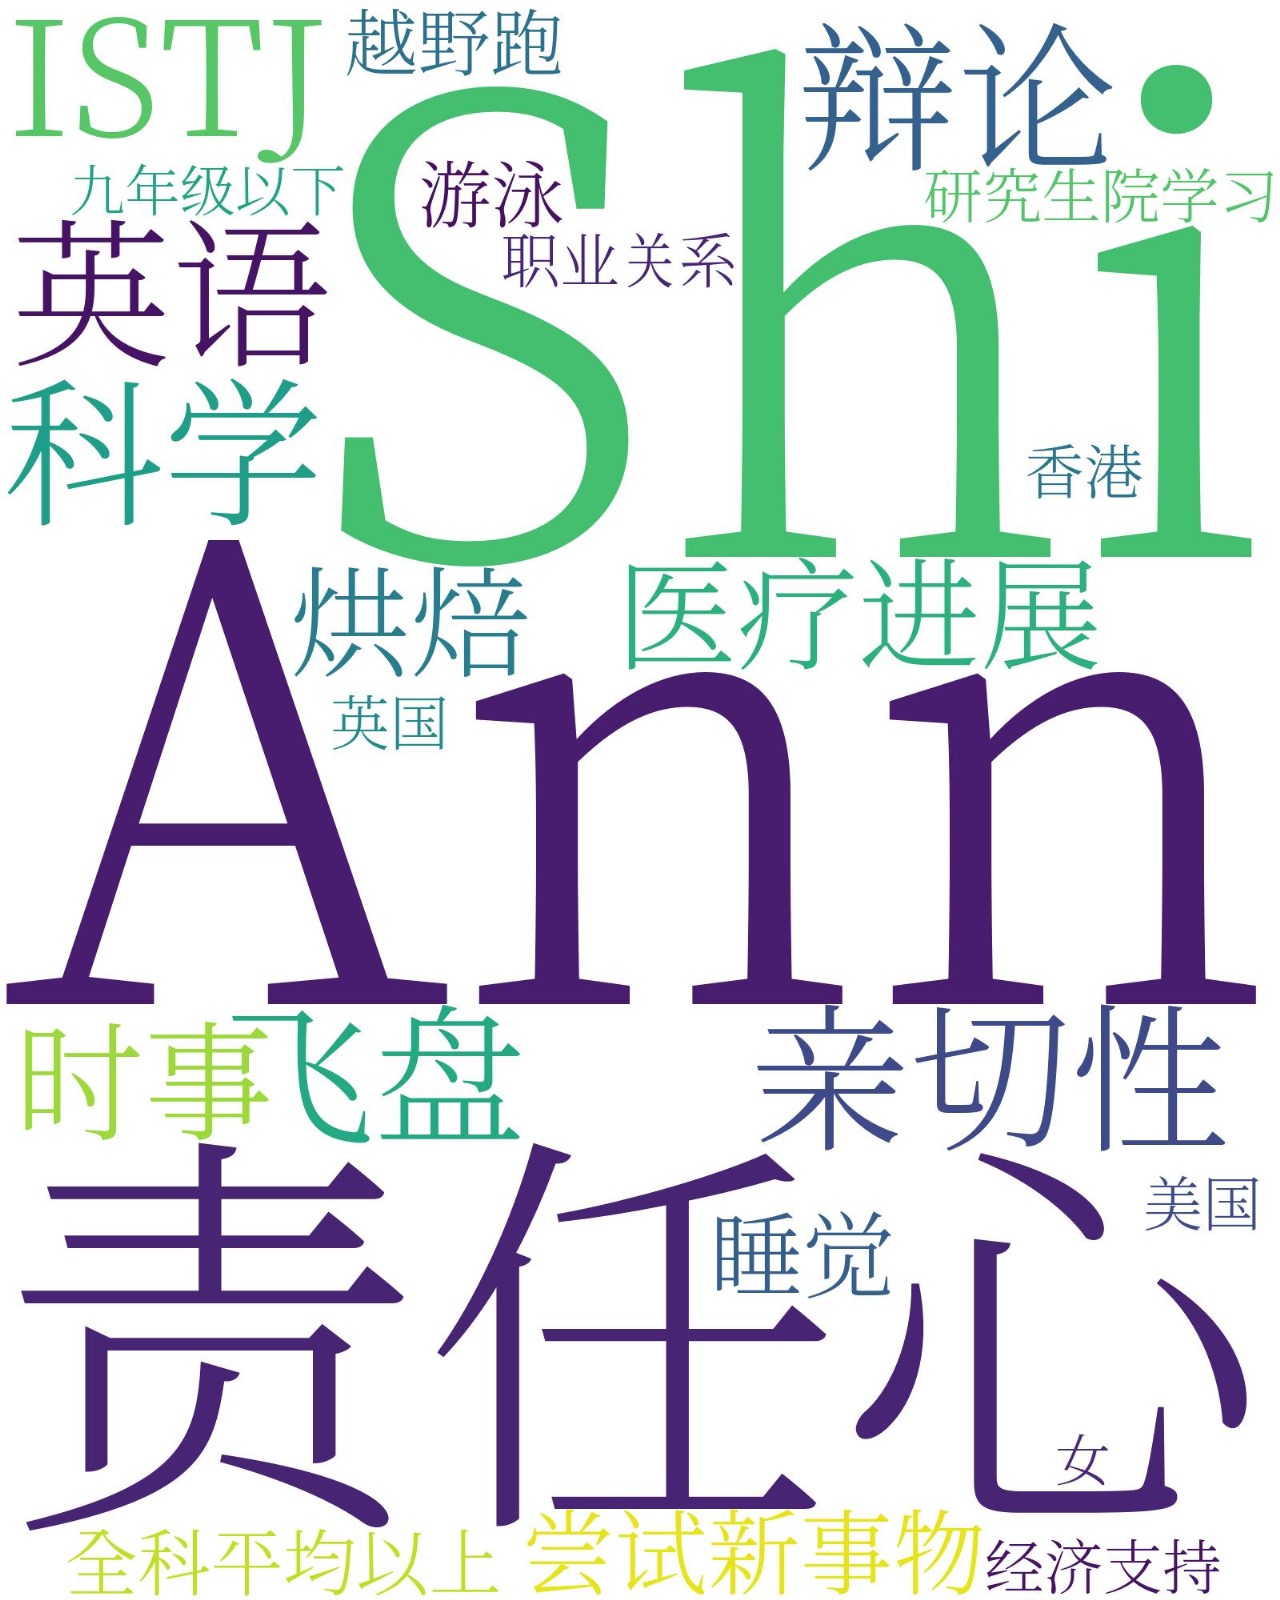 ISTJ
越野跑
辩论
Shi
九年级以下
游泳
研究生院学习
英语
职业关系
科学
香港
Ann
烘焙
医疗进展
英国
时事
飞盘
亲切性
责任心
美国
睡觉
女
全科平均以上
尝试新事物
经济支持